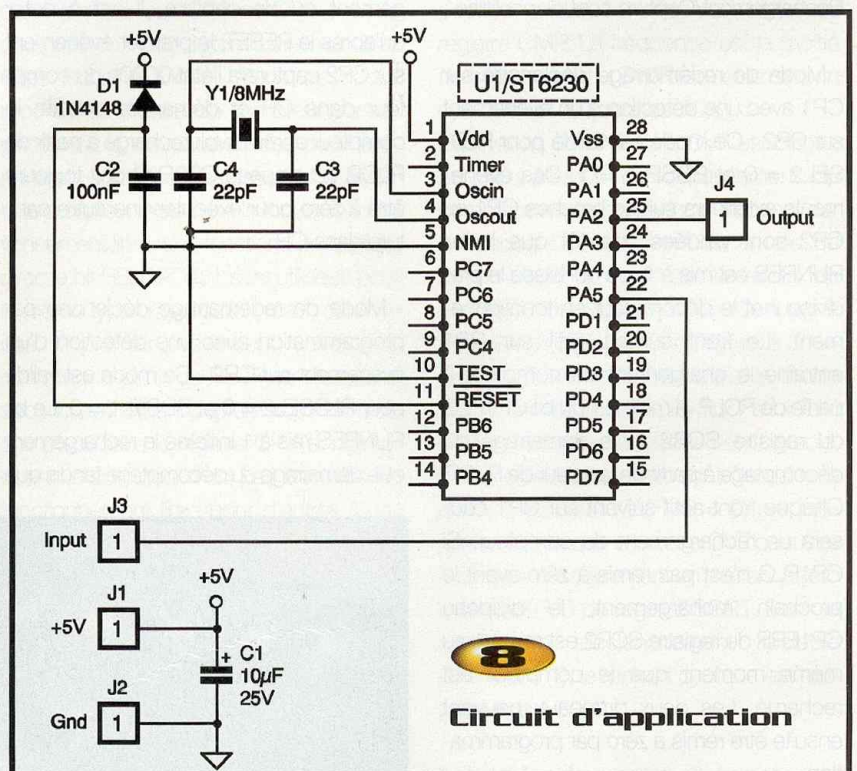 +5V
+5V
D1
1N4148
Y1/8MHz
U1/ST6230
C2
100nF
C4
22pF
C3
22pF
1 Vdd
2 Timer
3 Oscin
4 Oscout
5 NMI
6 PC7
7 PC6
8 PC5
9 PC4
10 TEST
11 RESET
12 PB6
13 PB5
14 PB4
Vss 28
PA0 27
PA1 26
PA2 25
PA3 24
PA4 23
PA5 22
PD1 21
PD2 20
PD3 19
PD4 18
PD5 17
PD6 16
PD7 15
J4
1 Output
J3
Input 1
J1
+5V 1
J2
Gnd 1
+5V
+ C1
10µF
25V
8
Circuit d'application